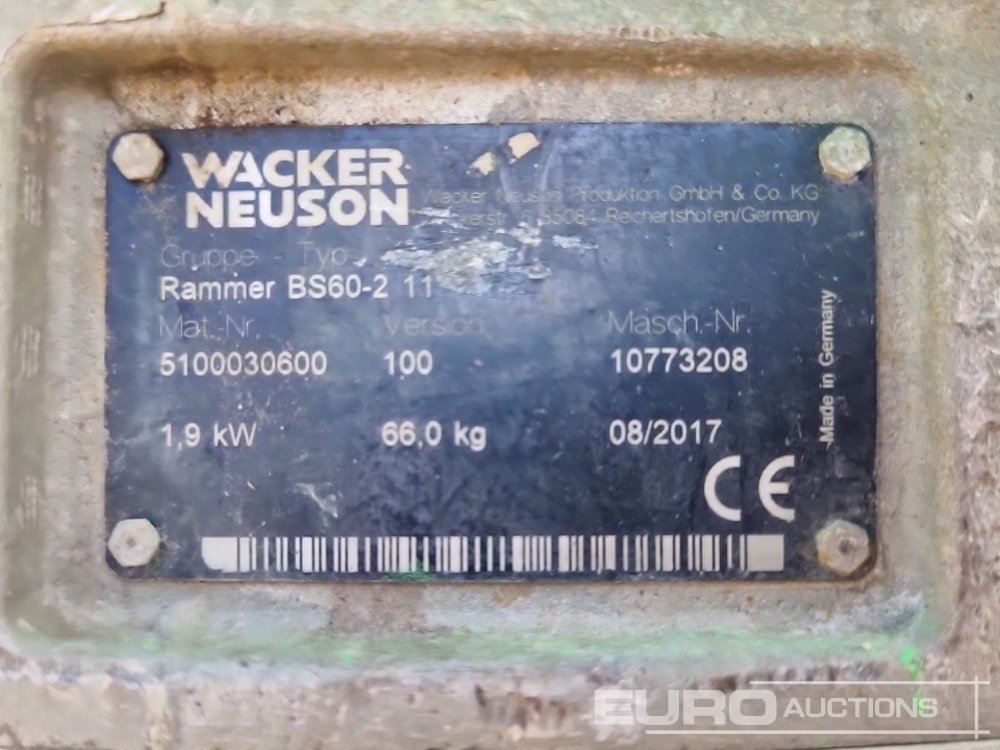 WACKER
NEUSON
Wacker Neuson Produktion GmbH & Co. KG
85084 Reichertshofen/Germany
Gruppe Typ
Rammer BS60-2 11
Mat.-Nr. Version Masch.-Nr.
5100030600 100 10773208
1,9 kW 66,0 kg 08/2017
Made in Germany
CE
EURO AUCTIONS